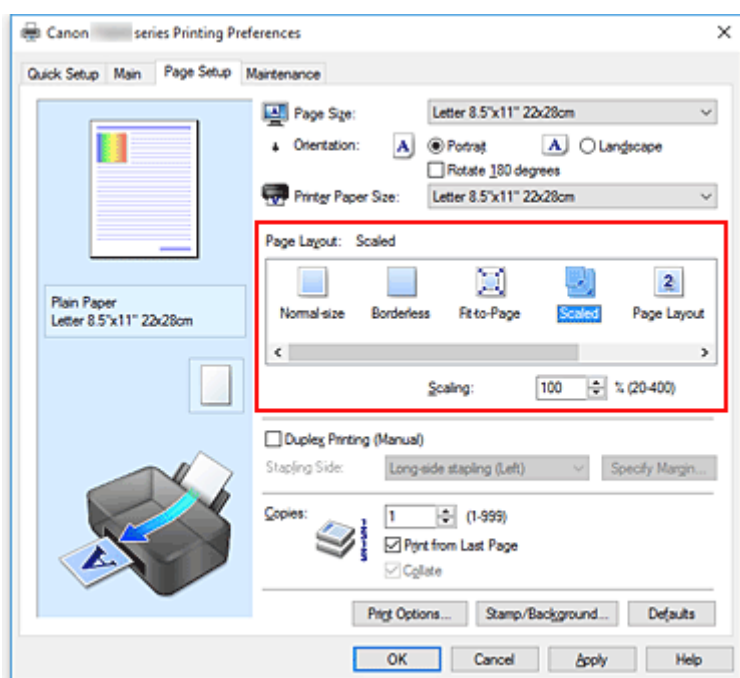 Canon series Printing Preferences
Quick Setup Main Page Setup Maintenance
Page Size: Letter 8.5"x11" 22x28cm
Orientation: A Portrait A Landscape
Rotate 180 degrees
Printer Paper Size: Letter 8.5"x11" 22x28cm
Page Layout: Scaled
Normal-size Borderless Fit-to-Page Scaled 2 Page Layout
Scaling: 100 % (20-400)
Plain Paper
Letter 8.5"x11" 22x28cm
Duplex Printing (Manual)
Stapling Side: Long-side stapling (Left) Specify Margin...
Copies: 1 (1-999)
Print from Last Page
Collate
A
Print Options... Stamp/Background... Defaults
OK Cancel Apply Help